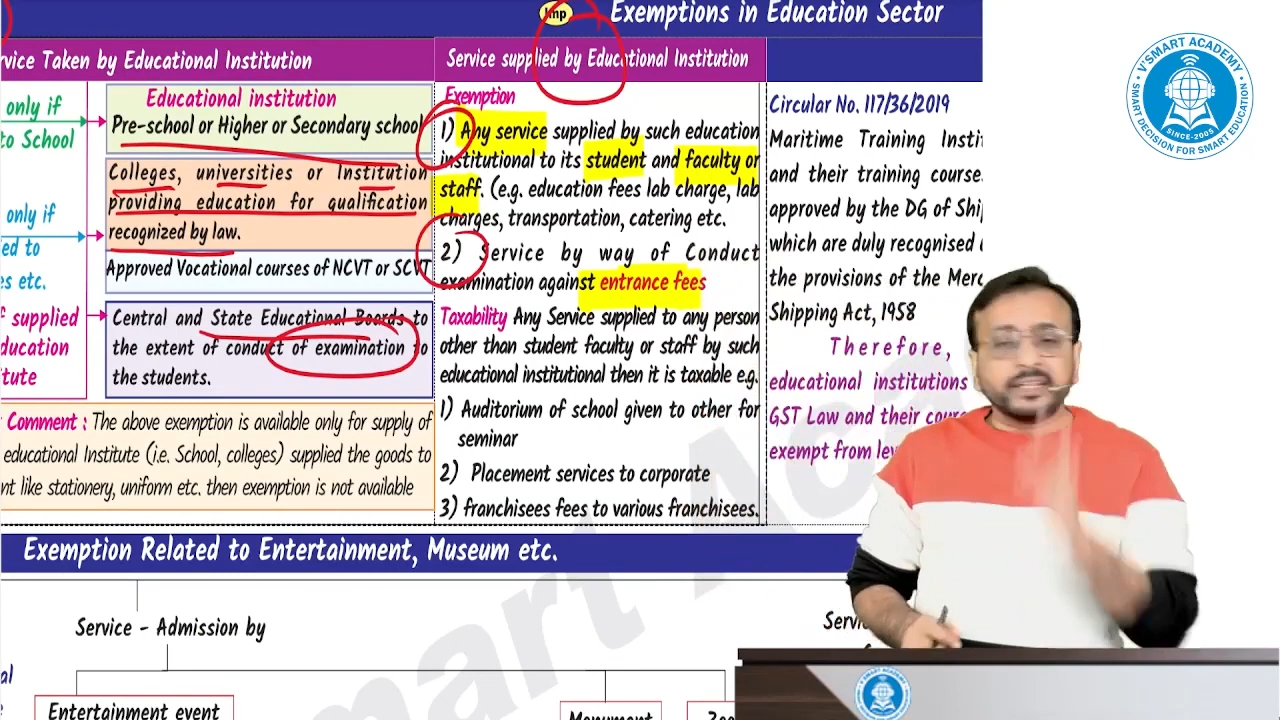 Imp
Exemptions in Education Sector
rvice Taken by Educational Institution
Service supplied by Educational Institution
only if
to School
only if
ed to
es etc.
f supplied
ducation
tute
Educational institution
Pre-school or Higher or Secondary school
Colleges, universities or Institution
providing education for qualification
recognized by law.
Approved Vocational courses of NCVT or SCVT
Central and State Educational Boards to
the extent of conduct of examination to
the students.
Comment : The above exemption is available only for supply of
educational Institute (i.e. School, colleges) supplied the goods to
nt like stationery, uniform etc. then exemption is not available
Exemption
1) Any service supplied by such education
institutional to its student and faculty or
staff. (e.g. education fees lab charge, lab
charges, transportation, catering etc.
2) Service by way of Conduct
examination against entrance fees
Taxability Any Service supplied to any person
other than student faculty or staff by such
educational institutional then it is taxable e.g.
1) Auditorium of school given to other for
seminar
2) Placement services to corporate
3) franchisees fees to various franchisees.
Circular No. 117/36/2019
Maritime Training Insti
and their training course
approved by the DG of Shi
which are duly recognised
the provisions of the Mer
Shipping Act, 1958
Therefore,
educational institutions
GST Law and their cour
exempt from lev
Exemption Related to Entertainment, Museum etc.
Service - Admission by
Servi
al
Entertainment event
Monument
Zoo
mart Aca
V'SMART ACADEMY
SMART DECISION FOR SMART EDUCATION
SINCE-2005